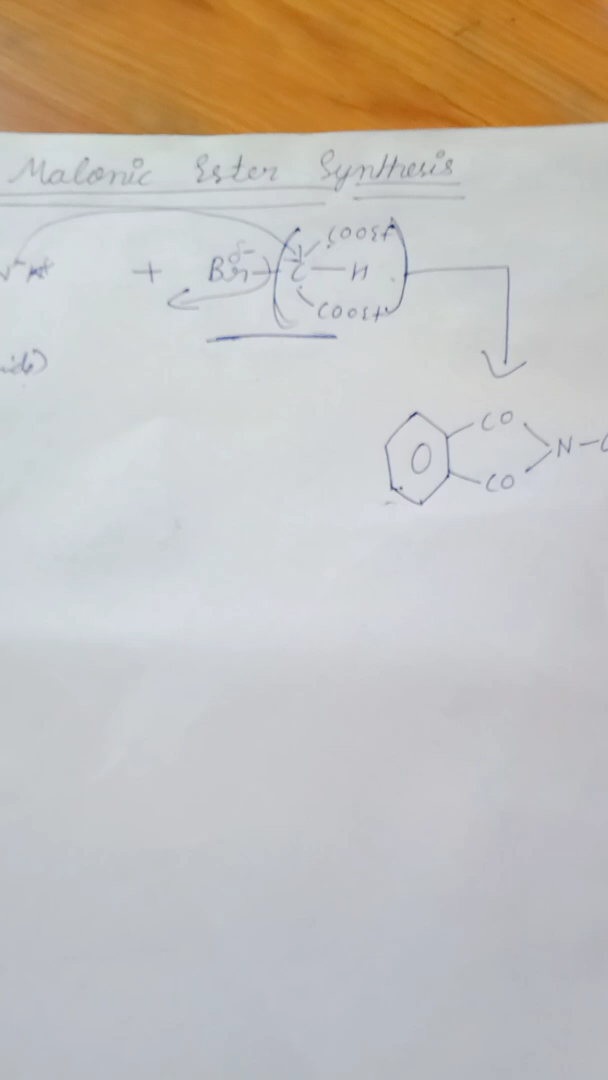 Malonic Ester Synthesis
COOEt
N⁻K⁺ + Br δ- C — H
COOEt
CO
N — C
CO